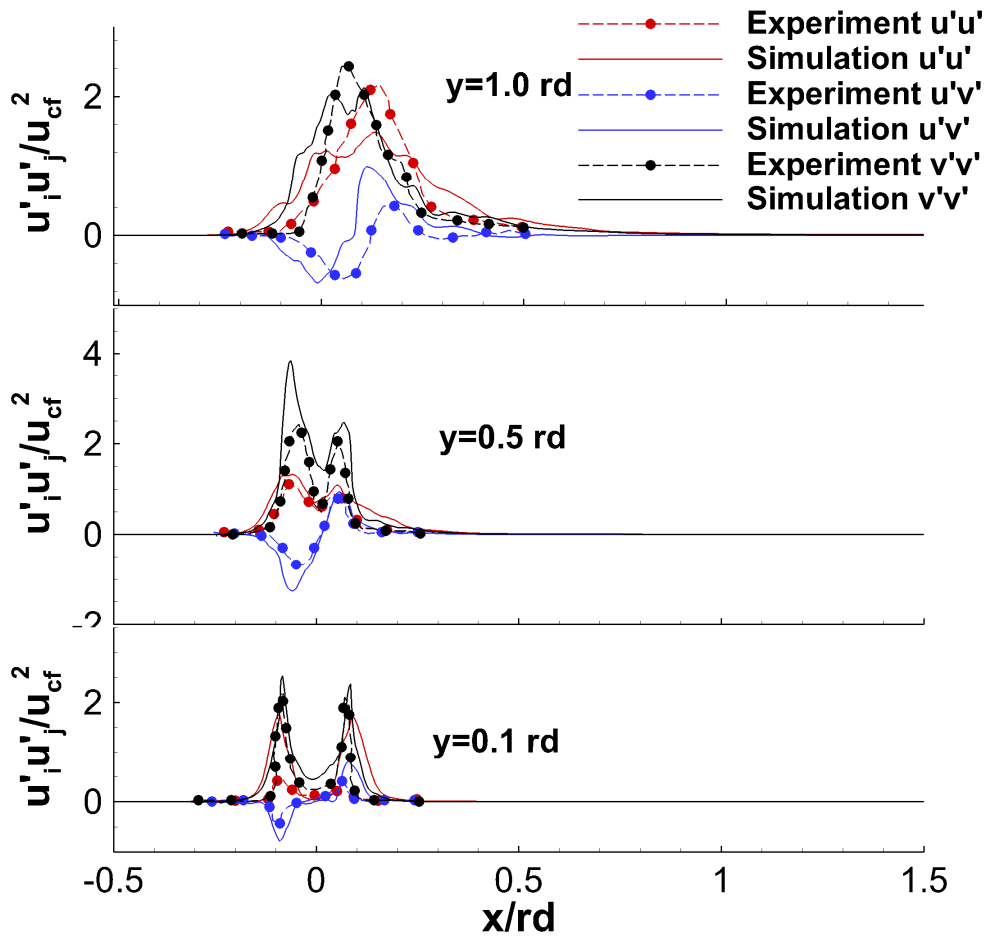 Experiment u'u'
Simulation u'u'
Experiment u'v'
Simulation u'v'
Experiment v'v'
Simulation v'v'
y=1.0 rd
u'iu'j/ucf2
2
0
y=0.5 rd
u'iu'j/ucf2
4
2
0
-2
y=0.1 rd
u'iu'j/ucf2
2
0
-0.5 0 0.5 1 1.5
x/rd